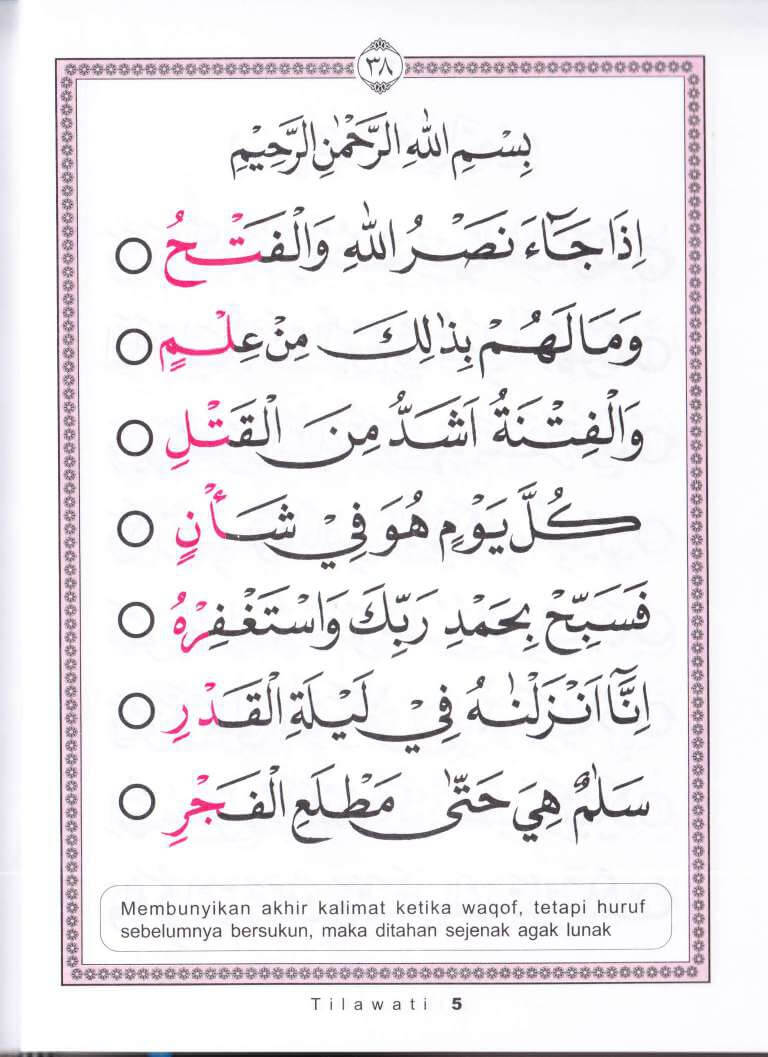 ٣٨
بِسْمِ اللّٰهِ الرَّحْمٰنِ الرَّحِيْمِ
اِذَا جَآءَ نَصْرُ اللّٰهِ وَالْفَتْحُ ○
وَمَا لَهُمْ بِذٰلِكَ مِنْ عِلْمٍ ○
وَالْفِتْنَةُ اَشَدُّ مِنَ الْقَتْلِ ○
كُلَّ يَوْمٍ هُوَ فِيْ شَأْنٍ ○
فَسَبِّحْ بِحَمْدِ رَبِّكَ وَاسْتَغْفِرْهُ ○
اِنَّآ اَنْزَلْنٰهُ فِيْ لَيْلَةِ الْقَدْرِ ○
سَلٰمٌ هِيَ حَتّٰى مَطْلَعِ الْفَجْرِ ○
Membunyikan akhir kalimat ketika waqof, tetapi huruf
sebelumnya bersukun, maka ditahan sejenak agak lunak
Tilawati 5